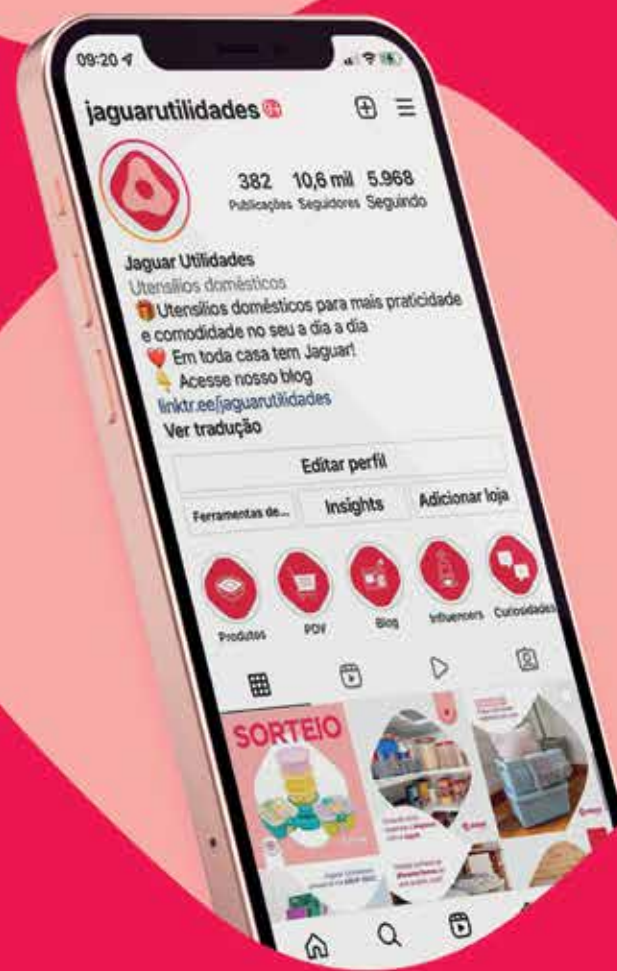 09:20
jaguarutilidades 9+
382 10,6 mil 5.968
Publicações Seguidores Seguindo
Jaguar Utilidades
Utensílios domésticos
🎁Utensílios domésticos para mais praticidade
e comodidade no seu a dia a dia
❤️ Em toda casa tem Jaguar!
👇 Acesse nosso blog
linktr.ee/jaguarutilidades
Ver tradução
Editar perfil
Ferramentas de... Insights Adicionar loja
Produtos PDV Blog Influencers Curiosidades
SORTEIO